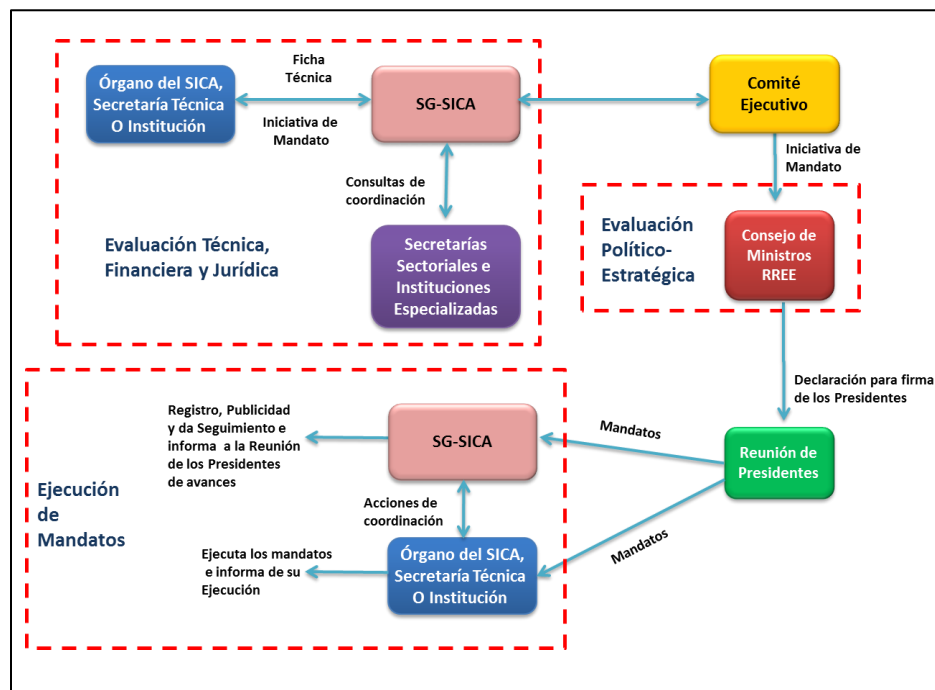 Órgano del SICA,
Secretaría Técnica
O Institución
Ficha
Técnica
Iniciativa de
Mandato
SG-SICA
Comité
Ejecutivo
Consultas de
coordinación
Iniciativa de
Mandato
Evaluación Técnica,
Financiera y Jurídica
Secretarías
Sectoriales e
Instituciones
Especializadas
Evaluación
Político-
Estratégica
Consejo de
Ministros
RREE
Declaración para firma
de los Presidentes
Registro, Publicidad
y da Seguimiento e
informa a la Reunión
de los Presidentes
de avances
SG-SICA
Mandatos
Reunión de
Presidentes
Ejecución
de
Mandatos
Acciones de
coordinación
Mandatos
Ejecuta los mandatos
e informa de su
Ejecución
Órgano del SICA,
Secretaría Técnica
O Institución